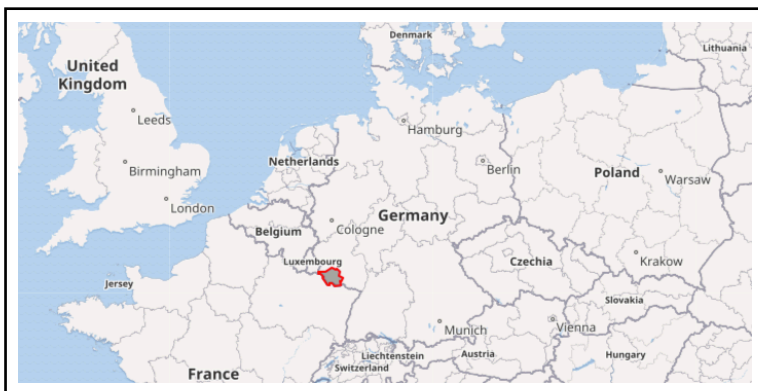 Denmark
Lithuania
United
Kingdom
Leeds
Hamburg
Netherlands
Berlin
Birmingham
Poland
Warsaw
London
Germany
Cologne
Belgium
Krakow
Luxembourg
Czechia
Jersey
Slovakia
Munich
Vienna
Liechtenstein
Austria
Hungary
Switzerland
France